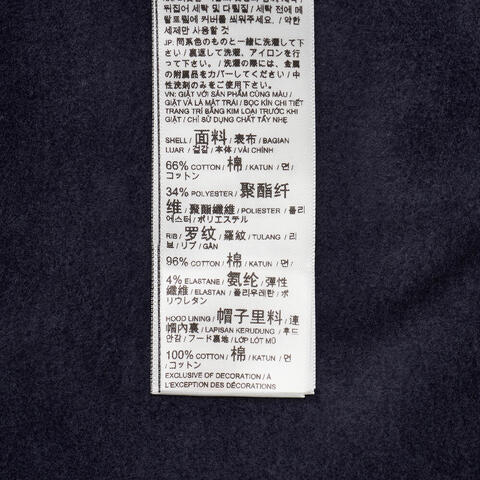 뒤집어 세탁 및 다림질 / 세탁 전에 메
탈포림에 커버를 씌워주세요. / 약한
세제만 사용할 것
JP: 同系色のものと一緒に洗濯して下
さい / 裏返して洗濯、アイロンを行
って下さい。 / 洗濯の際には、金属
の附属品をカバーしてください / 中
性洗剤のみをご使用下さい。
VN: GIẶT VỚI SẢN PHẨM CÙNG MÀU /
GIẶT VÀ LÀ MẶT TRÁI / BỌC KÍN CHI TIẾT
TRANG TRÍ BẰNG KIM LOẠI TRƯỚC KHI
GIẶT / CHỈ SỬ DỤNG CHẤT TẨY NHẸ
SHELL / 面料 / 表布 / BAGIAN
LUAR / 겉감 / 本体 / VẢI CHÍNH
66% COTTON / 棉 / KATUN / 면 /
コットン
34% POLYESTER / 聚酯纤
维 / 聚酯纖維 / POLIESTER / 폴리
에스터 / ポリエステル
RIB / 罗纹 / 羅紋 / TULANG / 리
브 / リブ / GÂN
96% COTTON / 棉 / KATUN / 면 /
コットン
4% ELASTANE / 氨纶 / 彈性
纖維 / ELASTAN / 폴리우레탄 / ポ
リウレタン
HOOD LINING / 帽子里料 / 連
帽內裏 / LAPISAN KERUDUNG / 후드
안감 / フード裏地 / LỚP LÓT MŨ
100% COTTON / 棉 / KATUN / 면
/ コットン
EXCLUSIVE OF DECORATION / À
L'EXCEPTION DES DÉCORATIONS